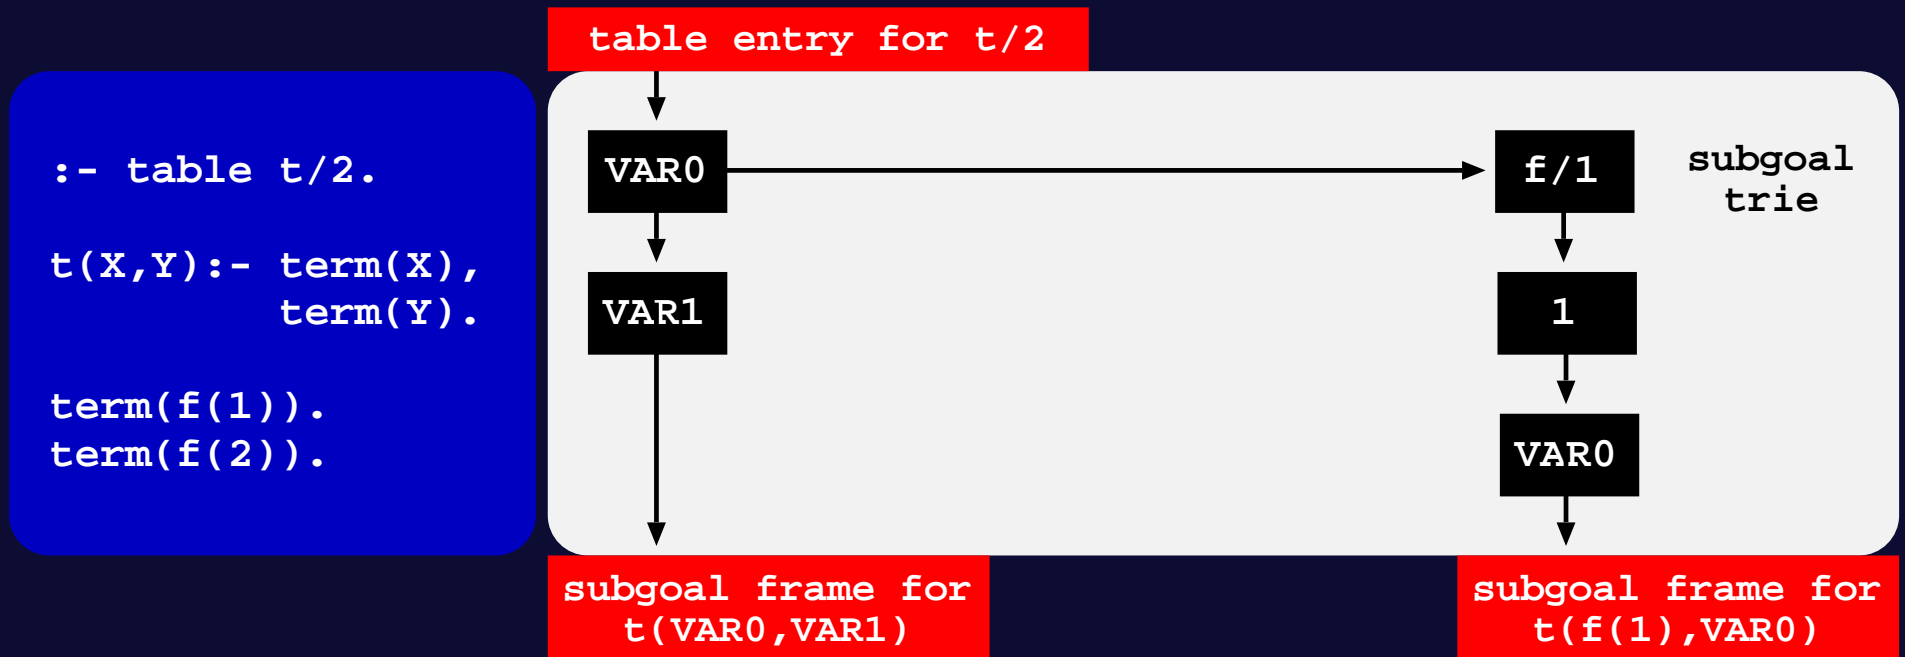 table entry for t/2
:- table t/2.
t(X,Y):- term(X),
term(Y).
term(f(1)).
term(f(2)).
VAR0
f/1
subgoal
trie
VAR1
1
VAR0
subgoal frame for
t(VAR0,VAR1)
subgoal frame for
t(f(1),VAR0)